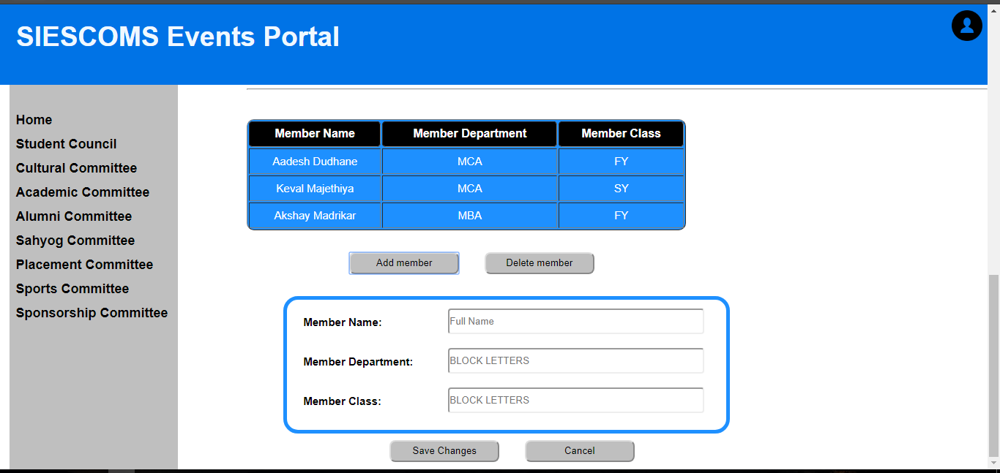 SIESCOMS Events Portal
Home
Student Council
Cultural Committee
Academic Committee
Alumni Committee
Sahyog Committee
Placement Committee
Sports Committee
Sponsorship Committee
Member Name Member Department Member Class
Aadesh Dudhane MCA FY
Keval Majethiya MCA SY
Akshay Madrikar MBA FY
Add member Delete member
Member Name: Full Name
Member Department: BLOCK LETTERS
Member Class: BLOCK LETTERS
Save Changes Cancel